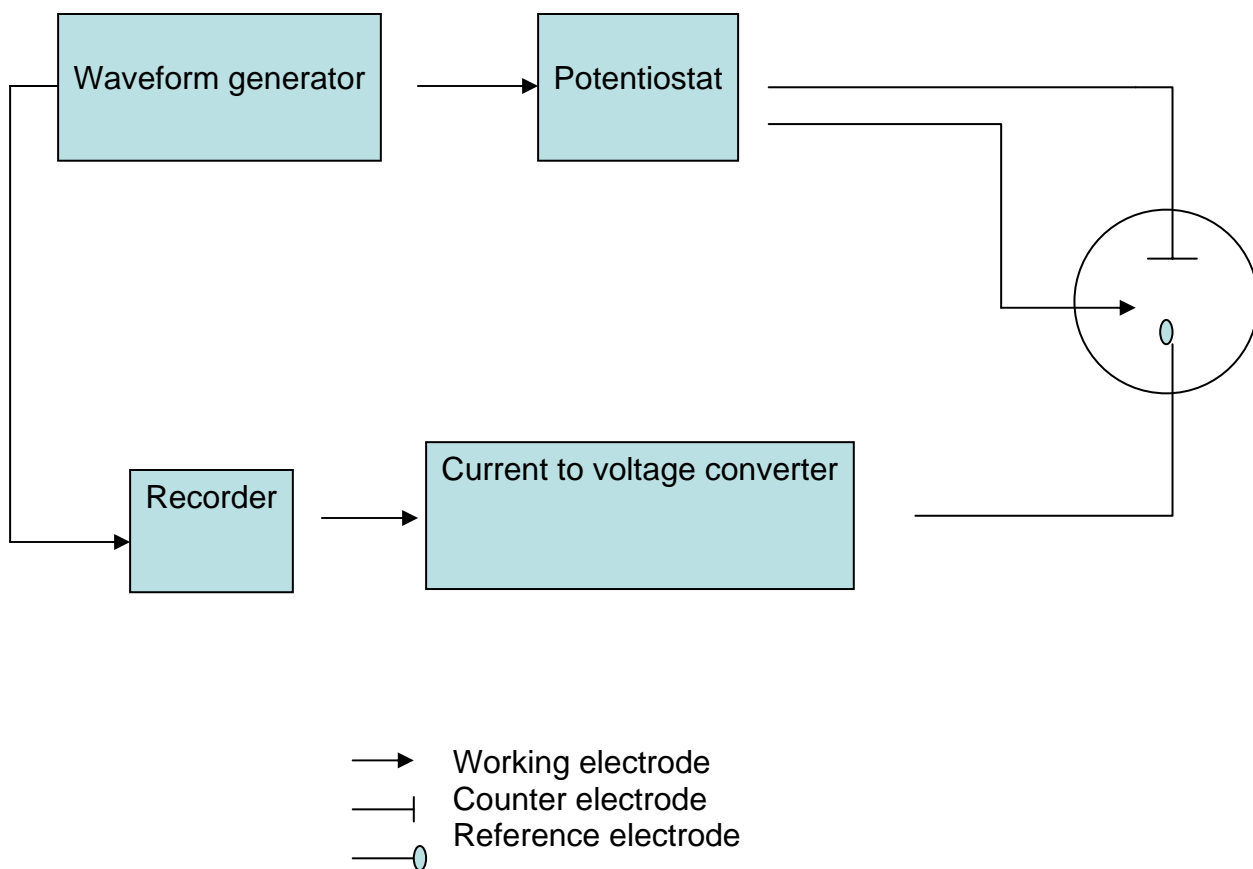 Waveform generator
Potentiostat
Current to voltage converter
Recorder
Working electrode
Counter electrode
Reference electrode